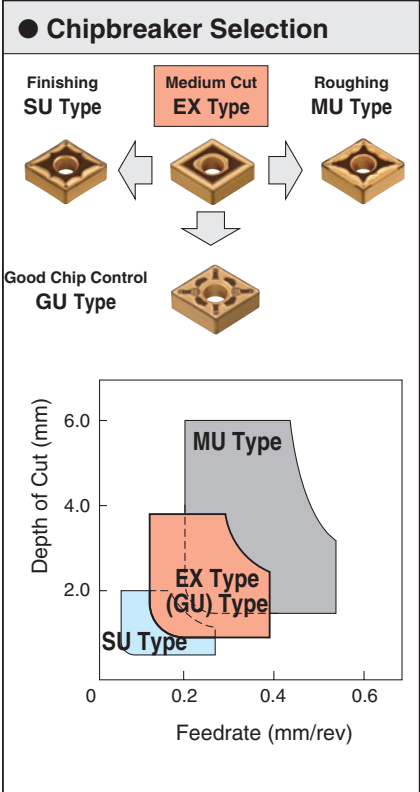 ● Chipbreaker Selection
Finishing
SU Type
Medium Cut
EX Type
Roughing
MU Type
Good Chip Control
GU Type
Depth of Cut (mm)
6.0
4.0
2.0
MU Type
EX Type
(GU) Type
SU Type
0
0.2
0.4
0.6
Feedrate (mm/rev)